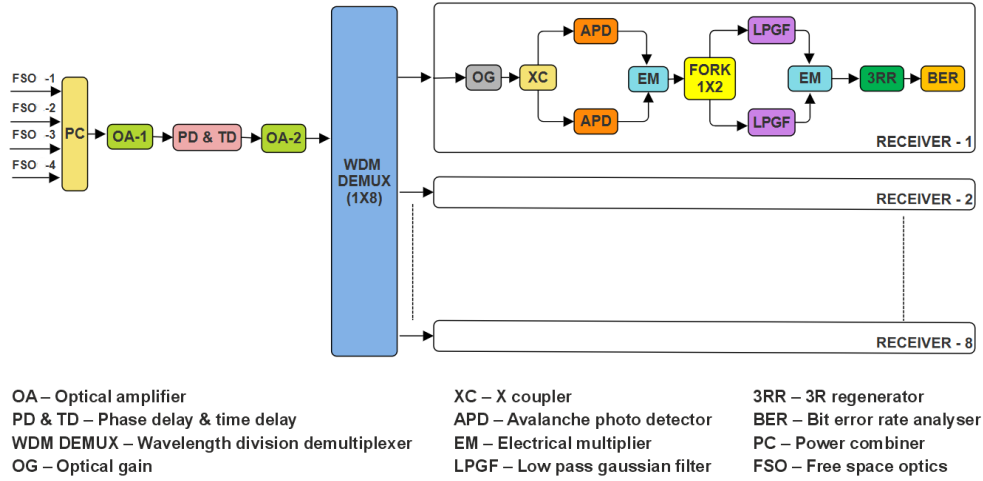 FSO -1
FSO -2
FSO -3
FSO -4
PC
OA-1
PD & TD
OA-2
WDM
DEMUX
(1X8)
OG
XC
APD
APD
EM
FORK
1X2
LPGF
LPGF
EM
3RR
BER
RECEIVER - 1
RECEIVER - 2
RECEIVER - 8
OA – Optical amplifier
PD & TD – Phase delay & time delay
WDM DEMUX – Wavelength division demultiplexer
OG – Optical gain
XC – X coupler
APD – Avalanche photo detector
EM – Electrical multiplier
LPGF – Low pass gaussian filter
3RR – 3R regenerator
BER – Bit error rate analyser
PC – Power combiner
FSO – Free space optics